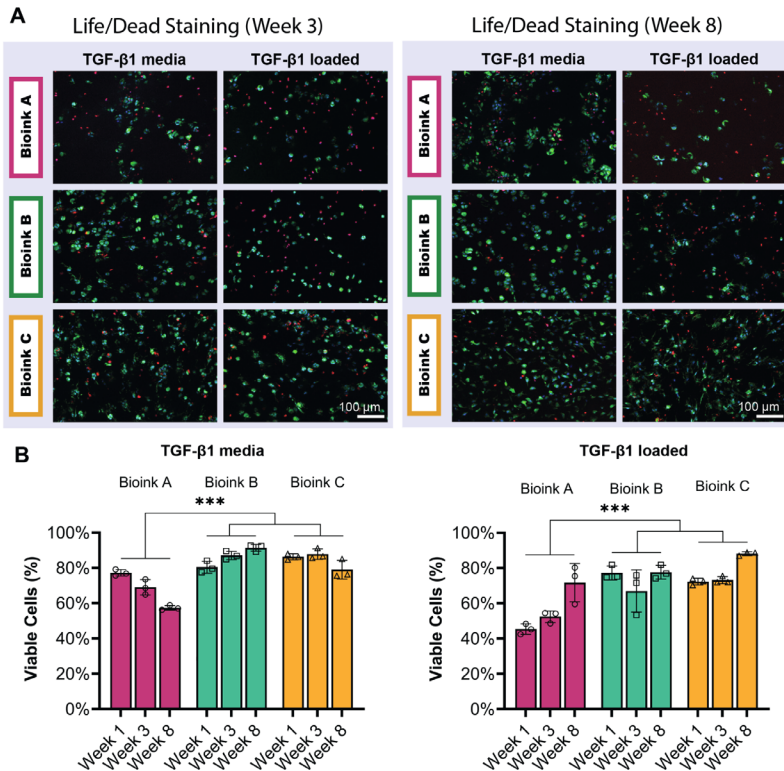 A
Life/Dead Staining (Week 3)
Life/Dead Staining (Week 8)
TGF-β1 media
TGF-β1 loaded
TGF-β1 media
TGF-β1 loaded
Bioink A
Bioink B
Bioink C
100 µm
Bioink A
Bioink B
Bioink C
100 µm
B
TGF-β1 media
Bioink A
Bioink B
Bioink C
***
Viable Cells (%)
100%
80%
60%
40%
20%
0%
Week 1
Week 3
Week 8
Week 1
Week 3
Week 8
Week 1
Week 3
Week 8
TGF-β1 loaded
Bioink A
Bioink B
Bioink C
***
Viable Cells (%)
100%
80%
60%
40%
20%
0%
Week 1
Week 3
Week 8
Week 1
Week 3
Week 8
Week 1
Week 3
Week 8